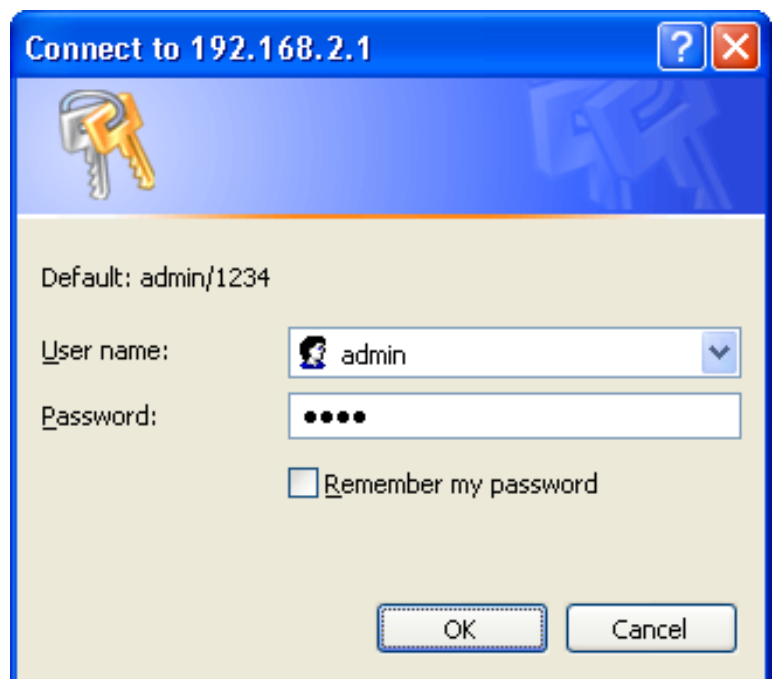 Connect to 192.168.2.1
Default: admin/1234
User name: admin
Password: ••••
Remember my password
OK Cancel